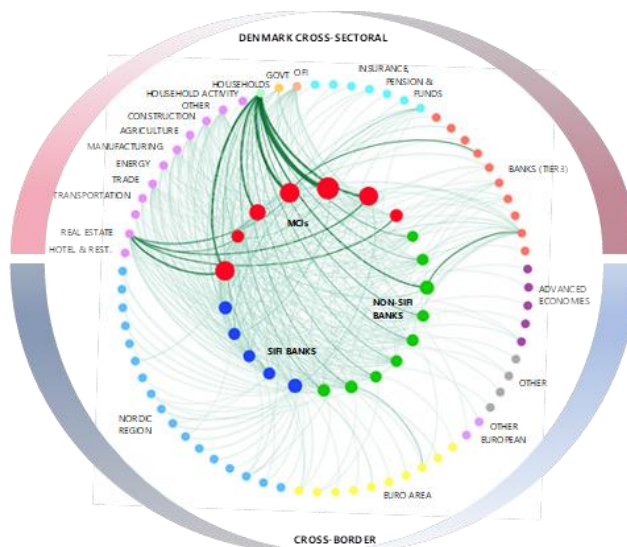 DENMARK CROSS-SECTORAL
GOVT
OFI
INSURANCE,
PENSION &
FUNDS
HOUSEHOLDS
HOUSEHOLD ACTIVITY
OTHER
CONSTRUCTION
AGRICULTURE
MANUFACTURING
ENERGY
TRADE
TRANSPORTATION
REAL ESTATE
HOTEL & REST.
BANKS (TIER3)
MCIs
NON-SIFI
BANKS
SIFI BANKS
ADVANCED
ECONOMIES
OTHER
OTHER
EUROPEAN
NORDIC
REGION
EURO AREA
CROSS-BORDER